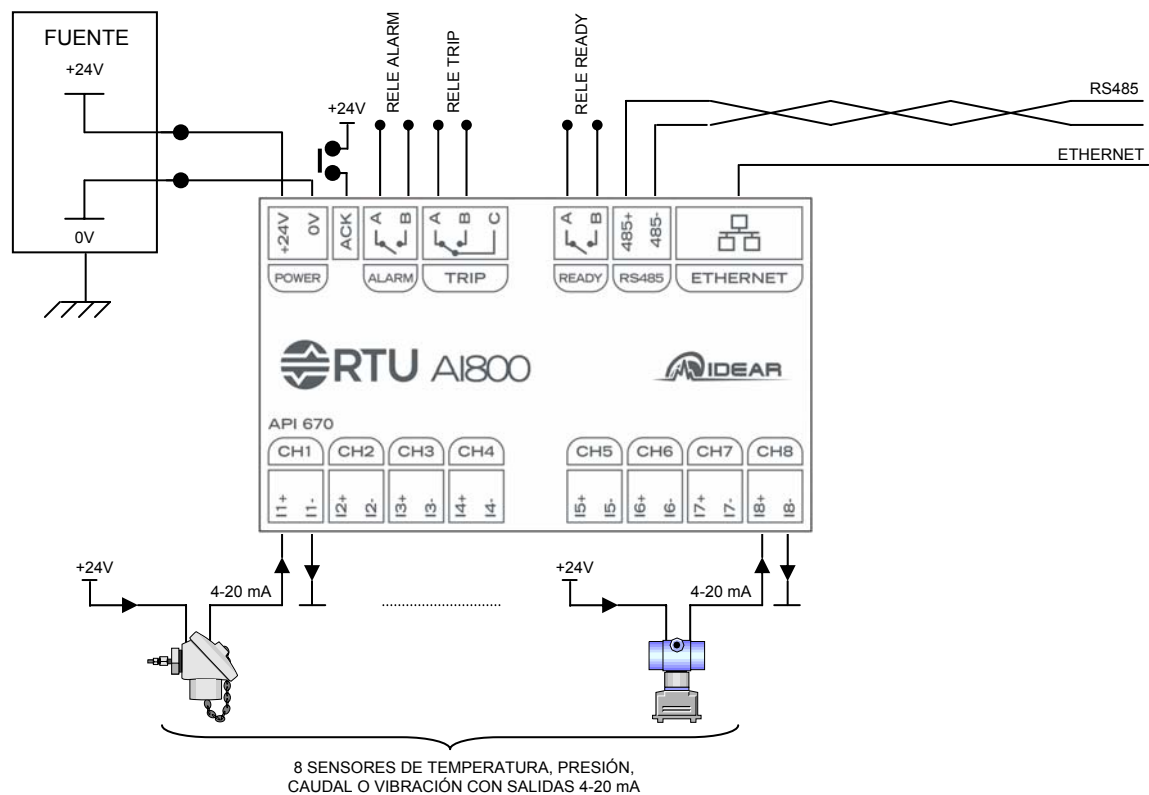 FUENTE
+24V
0V
+24V
RELE ALARM
RELE TRIP
RELE READY
RS485
ETHERNET
+24V
0V
ACK
A
B
A
B
C
A
B
485+
485-
POWER
ALARM
TRIP
READY
RS485
ETHERNET
RTU AI800
AIDEAR
API 670
CH1
CH2
CH3
CH4
CH5
CH6
CH7
CH8
I1+
I1-
I2+
I2-
I3+
I3-
I4+
I4-
I5+
I5-
I6+
I6-
I7+
I7-
I8+
I8-
+24V
4-20 mA
+24V
4-20 mA
8 SENSORES DE TEMPERATURA, PRESIÓN,
CAUDAL O VIBRACIÓN CON SALIDAS 4-20 mA